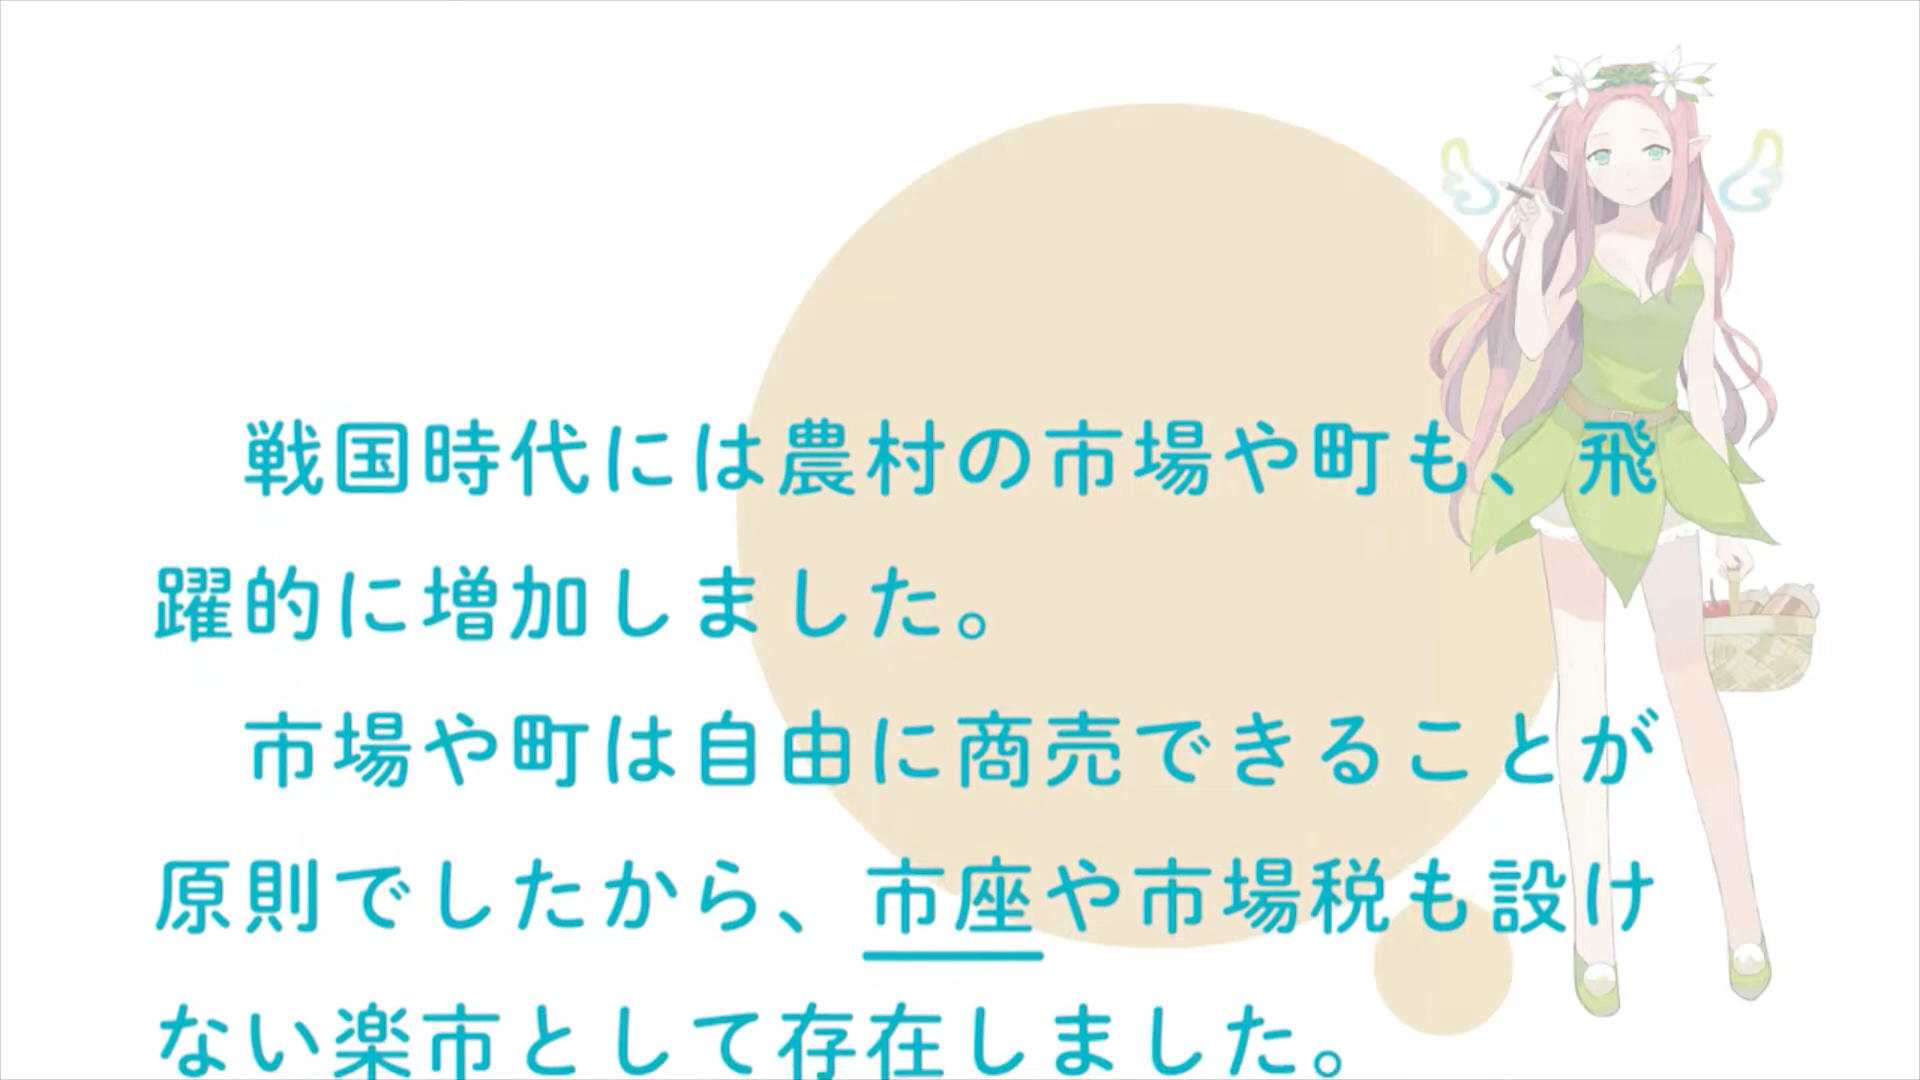 戦国時代には農村の市場や町も、飛
躍的に増加しました。
　市場や町は自由に商売できることが
原則でしたから、市座や市場税も設け
ない楽市として存在しました。